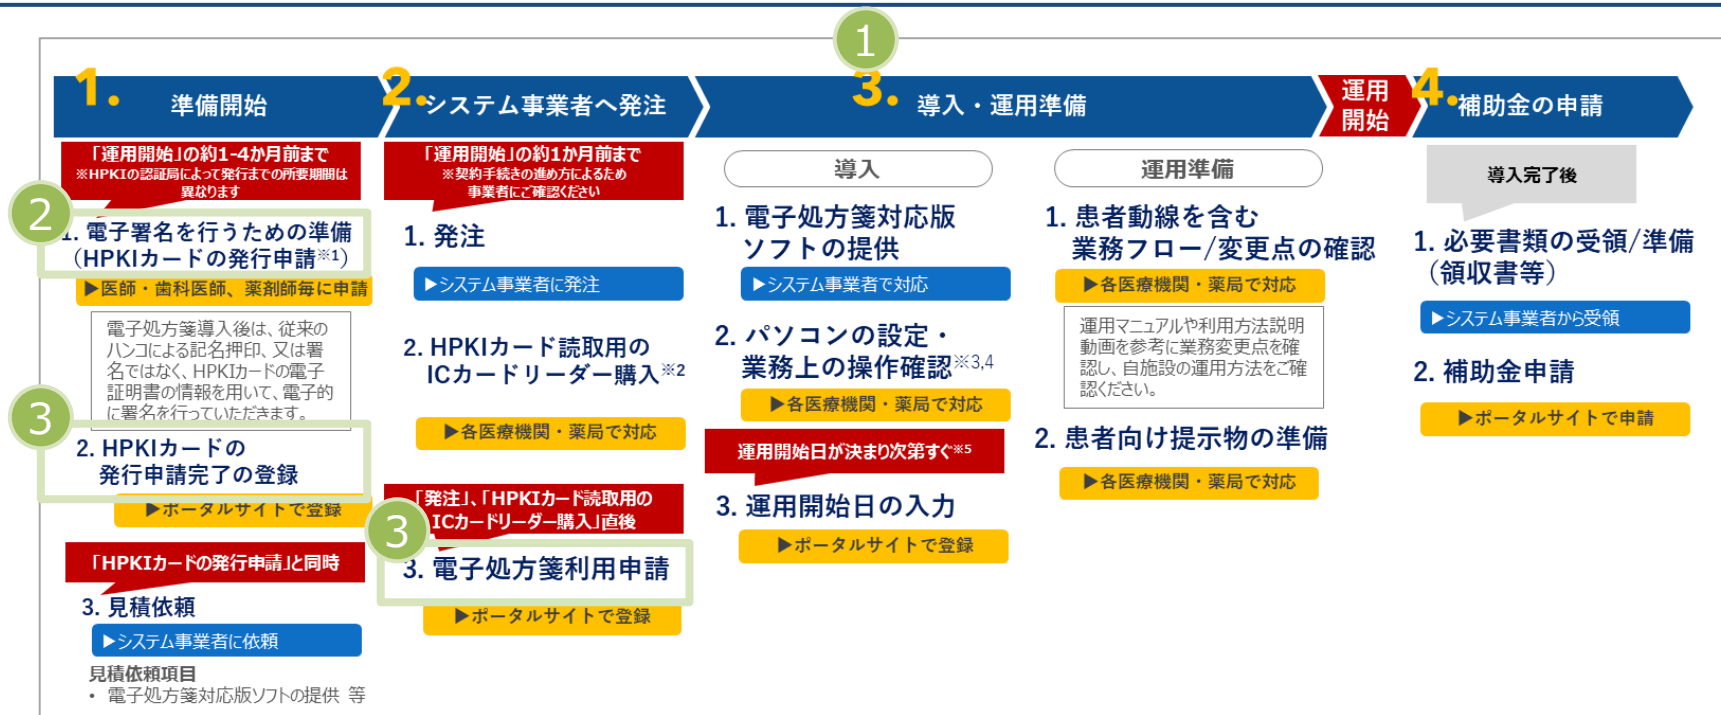 ①
1. 準備開始
2. システム事業者へ発注
3. 導入・運用準備
運用
開始
4. 補助金の申請
「運用開始」の約1-4か月前まで
※HPKIの認証局によって発行までの所要期間は
異なります
2
1. 電子署名を行うための準備
（HPKIカードの発行申請※1）
▶医師・歯科医師、薬剤師毎に申請
電子処方箋導入後は、従来の
ハンコによる記名押印、又は署
名ではなく、HPKIカードの電子
証明書の情報を用いて、電子的
に署名を行っていただきます。
3
2. HPKIカードの
発行申請完了の登録
▶ポータルサイトで登録
「HPKIカードの発行申請」と同時
3. 見積依頼
▶システム事業者に依頼
見積依頼項目
・ 電子処方箋対応版ソフトの提供 等
「運用開始」の約1か月前まで
※契約手続きの進め方によるため
事業者にご確認ください
1. 発注
▶システム事業者に発注
2. HPKIカード読取用の
ICカードリーダー購入※2
▶各医療機関・薬局で対応
「発注」、「HPKIカード読取用の
ICカードリーダー購入」直後
3
3. 電子処方箋利用申請
▶ポータルサイトで登録
導入
1. 電子処方箋対応版
ソフトの提供
▶システム事業者で対応
2. パソコンの設定・
業務上の操作確認※3,4
▶各医療機関・薬局で対応
運用開始日が決まり次第すぐ※5
3. 運用開始日の入力
▶ポータルサイトで登録
運用準備
1. 患者動線を含む
業務フロー/変更点の確認
▶各医療機関・薬局で対応
運用マニュアルや利用方法説明
動画を参考に業務変更点を確
認し、自施設の運用方法をご確
認ください。
2. 患者向け提示物の準備
▶各医療機関・薬局で対応
導入完了後
1. 必要書類の受領/準備
（領収書等）
▶システム事業者から受領
2. 補助金申請
▶ポータルサイトで申請